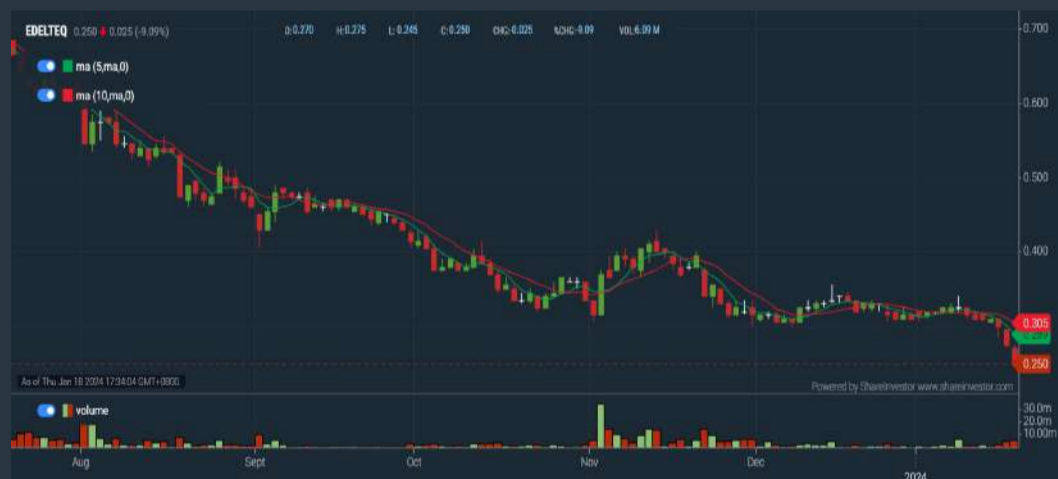 EDELTEQ 0.250 0.025 (-9.09%) O:0.270 H:0.275 L: 0.245 C:0.250 CHG:-0.025 %CHG:-9.09 VOL:6.09 M
ma (5,ma,0)
ma (10,ma,0)
0.700
0.600
0.500
0.400
0.305
0.250
As of Thu Jan 18 2024 17:34:04 GMT+0800
Powered by ShareInvestor www.shareinvestor.com
volume
30.0m
20.0m
10.00m
Aug Sept Oct Nov Dec 2024